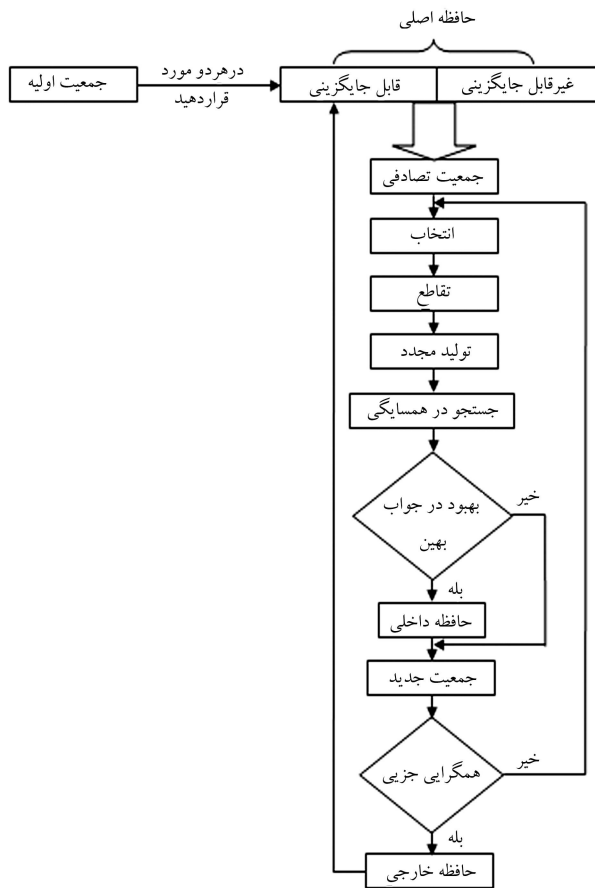 حافظه اصلی
جمعیت اولیه
درهردو مورد
قراردهید
غیرقابل جایگزینی
قابل جایگزینی
جمعیت تصادفی
انتخاب
تقاطع
تولید مجدد
جستجو در همسایگی
بهبود در جواب
بهین
خیر
بله
حافظه داخلی
جمعیت جدید
همگرایی جزیی
خیر
بله
حافظه خارجی